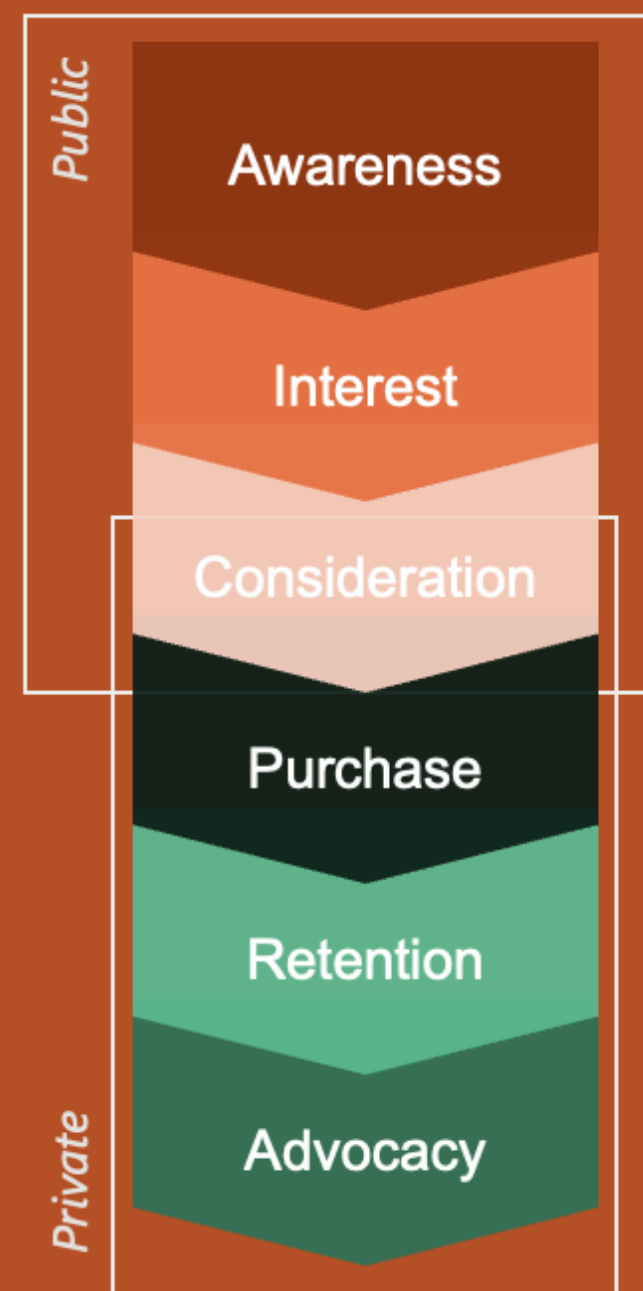 Public
Awareness
Interest
Consideration
Purchase
Retention
Advocacy
Private